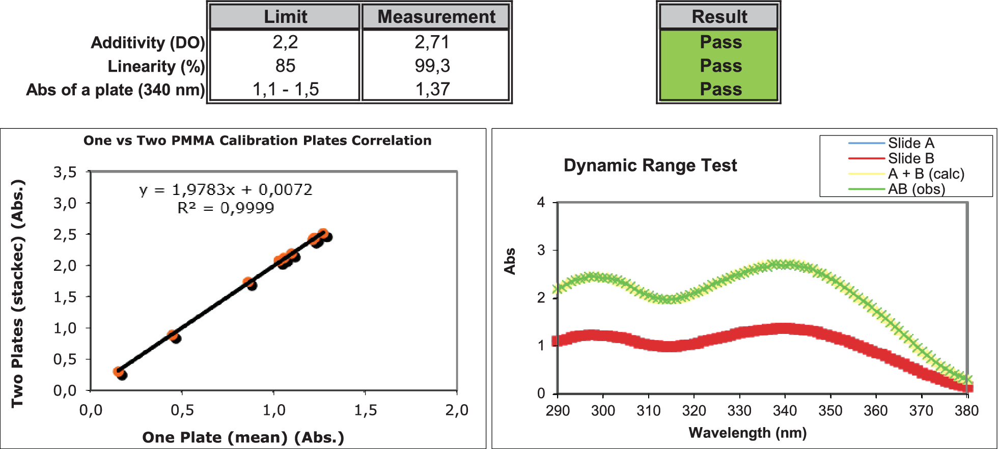 Limit Measurement Result
Additivity (DO) 2,2 2,71 Pass
Linearity (%) 85 99,3 Pass
Abs of a plate (340 nm) 1,1 - 1,5 1,37 Pass
One vs Two PMMA Calibration Plates Correlation
y = 1,9783x + 0,0072
R² = 0,9999
Two Plates (stackec) (Abs.)
3,5
3,0
2,5
2,0
1,5
1,0
0,5
0,0
0,0 0,5 1,0 1,5 2,0
One Plate (mean) (Abs.)
Dynamic Range Test
Slide A
Slide B
A + B (calc)
AB (obs)
Abs
4
3
2
1
0
290 300 310 320 330 340 350 360 370 380
Wavelength (nm)